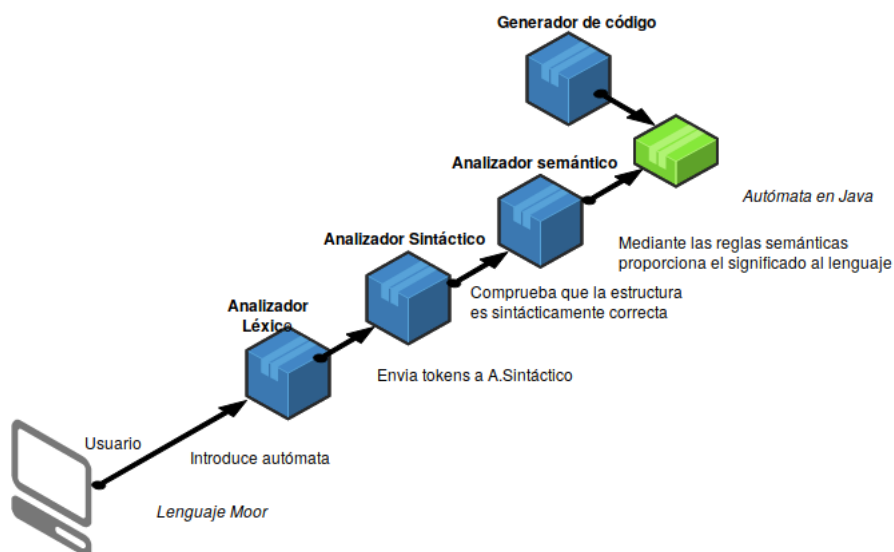 Generador de código
Analizador semántico
Autómata en Java
Analizador Sintáctico
Mediante las reglas semánticas
proporciona el significado al lenguaje
Comprueba que la estructura
es sintácticamente correcta
Analizador
Léxico
Envia tokens a A.Sintáctico
Usuario
Introduce autómata
Lenguaje Moor